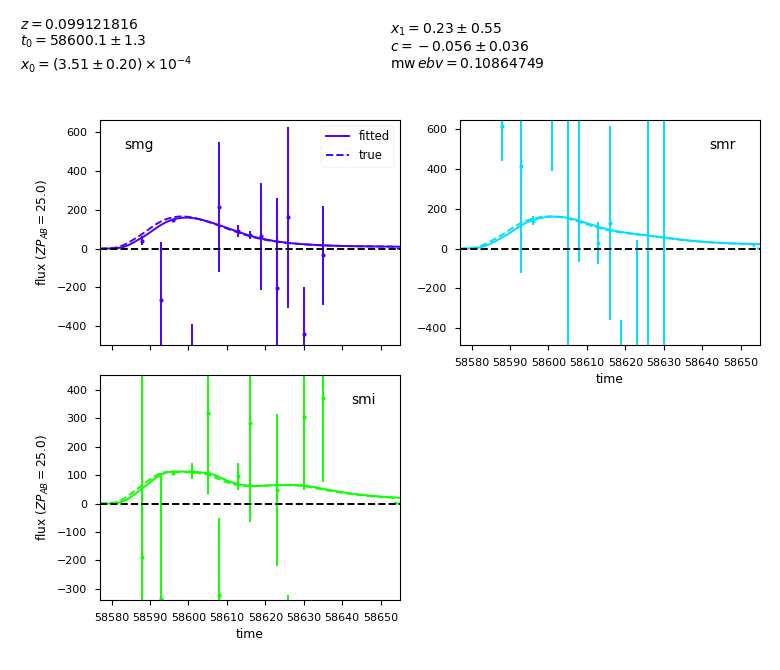 z = 0.099121816
t₀ = 58600.1 ± 1.3
x₀ = (3.51 ± 0.20) × 10⁻⁴
x₁ = 0.23 ± 0.55
c = −0.056 ± 0.036
mw ebv = 0.10864749
smg
fitted
true
600
400
200
0
−200
−400
flux (ZP_AB = 25.0)
smr
600
400
200
0
−200
−400
58580 58590 58600 58610 58620 58630 58640 58650
time
smi
400
300
200
100
0
−100
−200
−300
flux (ZP_AB = 25.0)
58580 58590 58600 58610 58620 58630 58640 58650
time